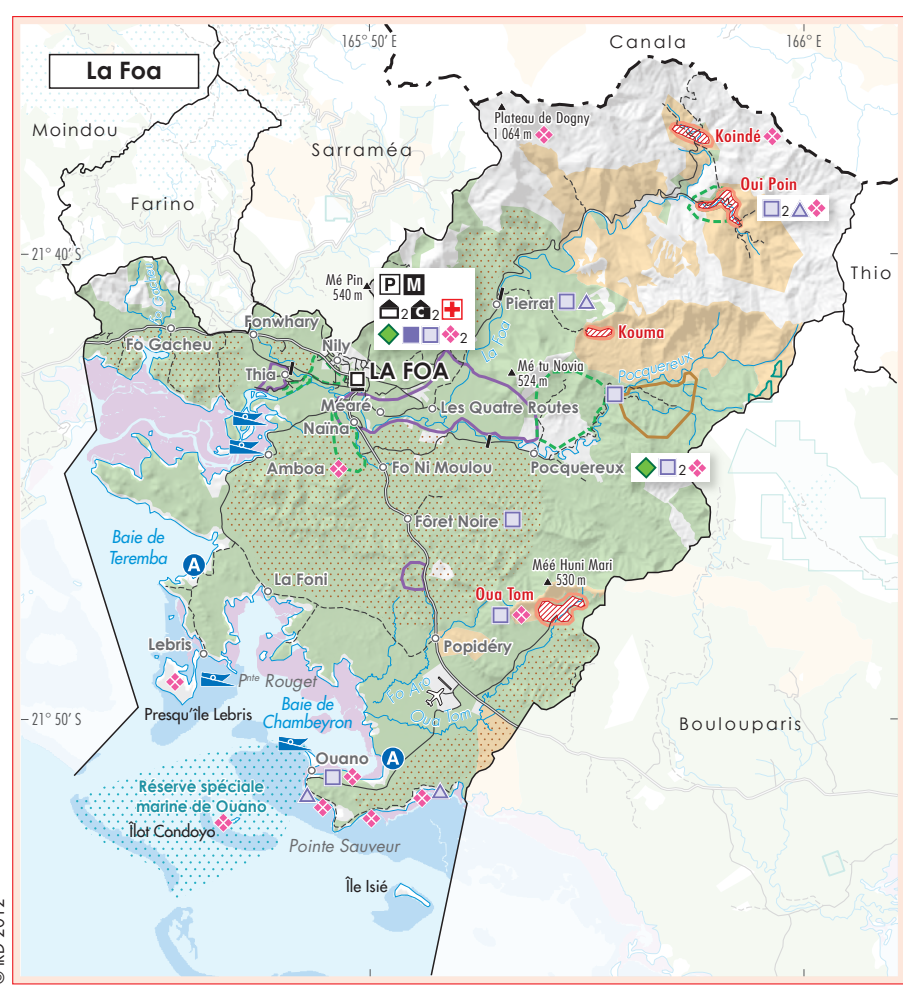 165° 50' E
Canala
166° E
La Foa
Plateau de Dogny
1 064 m
Moindou
Koindé
Sarraméa
Oui Poin
2
Farino
21° 40' S
Thio
Mé Pin
540 m
P M
2 C 2
2
Pierrat
Fonwhary
Kouma
Fo Gacheu
Nily
La Foa
Mé tu Novia
524 m
Pocquereux
Thia
LA FOA
Méaré
Les Quatre Routes
Naïna
Amboa
Fo Ni Moulou
Pocquereux
2
Fôret Noire
Baie de
Teremba
A
Méé Huni Mari
530 m
La Foni
Oua Tom
Lebris
Popidéry
Pnte Rouget
Fa Aïo
Presqu'île Lebris
Baie de
Chambeyron
Oua Tom
21° 50' S
Boulouparis
Ouano
A
Réserve spéciale
marine de Ouano
Îlot Condoyo
Pointe Sauveur
Île Isié
© IRD 2012